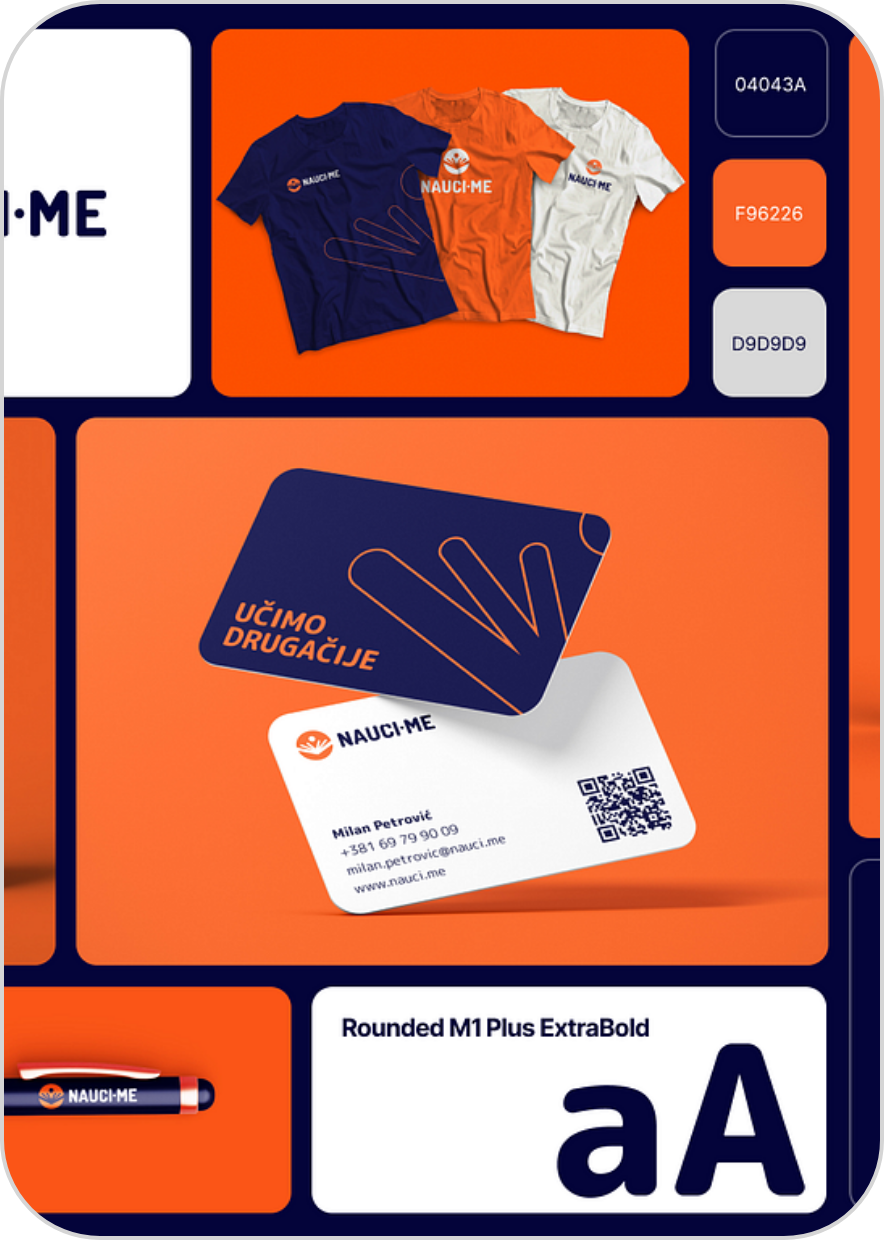 ·ME
NAUCI·ME
NAUCI·ME
NAUCI·ME
04043A
F96226
D9D9D9
UČIMO
DRUGAČIJE
NAUCI·ME
Milan Petrović
+381 69 79 90 09
milan.petrovic@nauci.me
www.nauci.me
NAUCI·ME
Rounded M1 Plus ExtraBold
aA